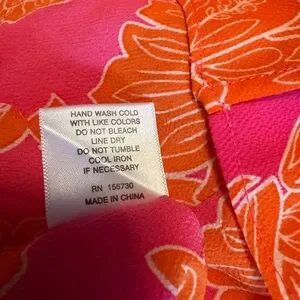 HAND WASH COLD
WITH LIKE COLORS
DO NOT BLEACH
LINE DRY
DO NOT TUMBLE
COOL IRON
IF NECESSARY
RN 155730
MADE IN CHINA